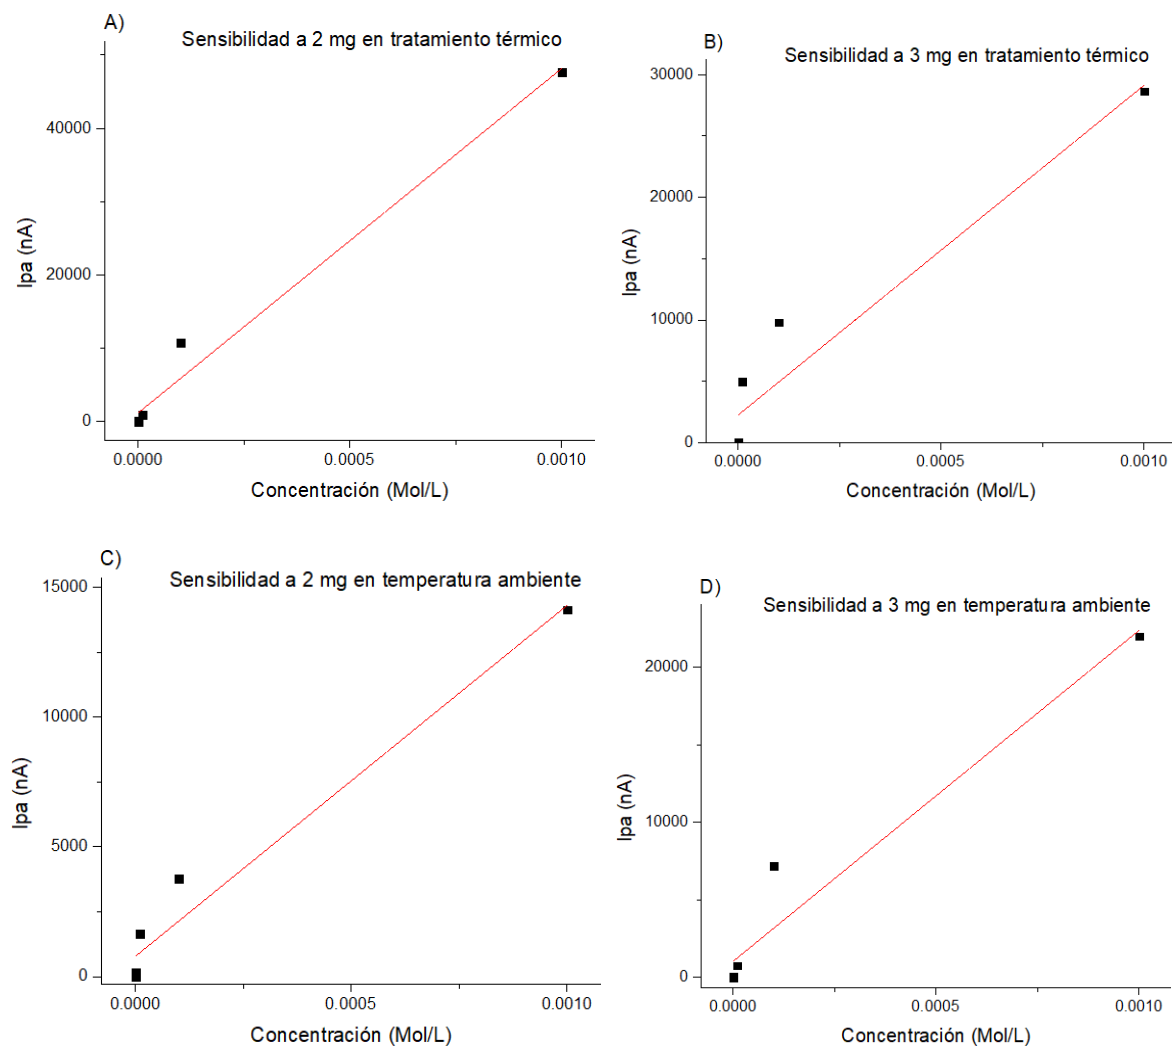 A)
Sensibilidad a 2 mg en tratamiento térmico
40000
20000
0
Ipa (nA)
0.0000
0.0005
0.0010
Concentración (Mol/L)
B)
Sensibilidad a 3 mg en tratamiento térmico
30000
20000
10000
0
Ipa (nA)
0.0000
0.0005
0.0010
Concentración (Mol/L)
C)
Sensibilidad a 2 mg en temperatura ambiente
15000
10000
5000
0
Ipa (nA)
0.0000
0.0005
0.0010
Concentración (Mol/L)
D)
Sensibilidad a 3 mg en temperatura ambiente
20000
10000
0
Ipa (nA)
0.0000
0.0005
0.0010
Concentración (Mol/L)